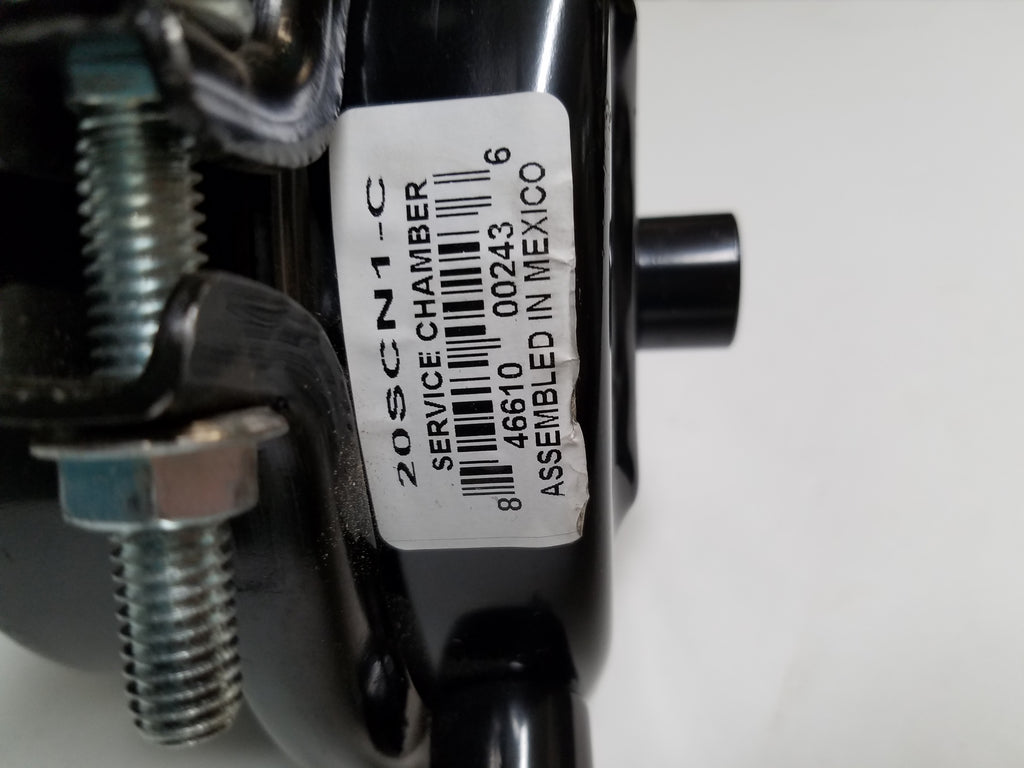 20SCN1-C
SERVICE CHAMBER
8 46610 00243 6
ASSEMBLED IN MEXICO